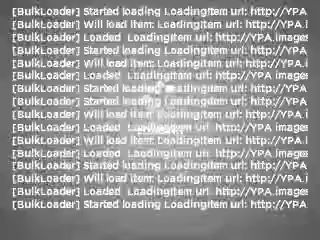 [BulkLoader] Started loading LoadingItem url: http://YPA.
[BulkLoader] Will load item: LoadingItem url: http://YPA.i
[BulkLoader] Loaded LoadingItem url: http://YPA.images
[BulkLoader] Started loading LoadingItem url: http://YPA
[BulkLoader] Will load item: LoadingItem url: http://YPA.i
[BulkLoader] Loaded LoadingItem url: http://YPA.images
[BulkLoader] Started loading LoadingItem url: http://YPA
[BulkLoader] Started loading LoadingItem url: http://YPA
[BulkLoader] Will load item: LoadingItem url: http://YPA.i
[BulkLoader] Loaded LoadingItem url: http://YPA.images
[BulkLoader] Will load item: LoadingItem url: http://YPA.i
[BulkLoader] Loaded LoadingItem url: http://YPA.images
[BulkLoader] Started loading LoadingItem url: http://YPA
[BulkLoader] Will load item: LoadingItem url: http://YPA.i
[BulkLoader] Loaded LoadingItem url: http://YPA.images
[BulkLoader] Started loading LoadingItem url: http://YPA